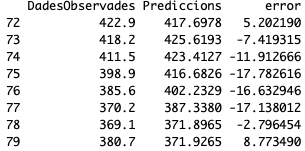 DadesObservades Prediccions error
72 422.9 417.6978 5.202190
73 418.2 425.6193 -7.419315
74 411.5 423.4127 -11.912666
75 398.9 416.6826 -17.782616
76 385.6 402.2329 -16.632946
77 370.2 387.3380 -17.138012
78 369.1 371.8965 -2.796454
79 380.7 371.9265 8.773490